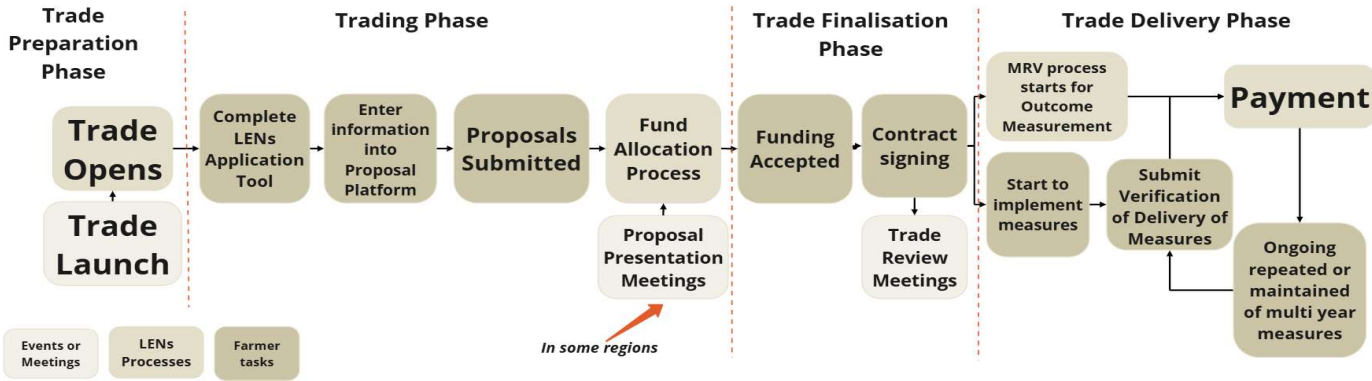 Trade
Preparation
Phase
Trading Phase
Trade Finalisation
Phase
Trade Delivery Phase
Trade
Opens
Trade
Launch
Complete
LENs
Application
Tool
Enter
information
into
Proposal
Platform
Proposals
Submitted
Fund
Allocation
Process
Proposal
Presentation
Meetings
In some regions
Funding
Accepted
Contract
signing
Trade
Review
Meetings
MRV process
starts for
Outcome
Measurement
Start to
implement
measures
Submit
Verification
of Delivery of
Measures
Payment
Ongoing
repeated or
maintained
of multi year
measures
Events or
Meetings
LENs
Processes
Farmer
tasks